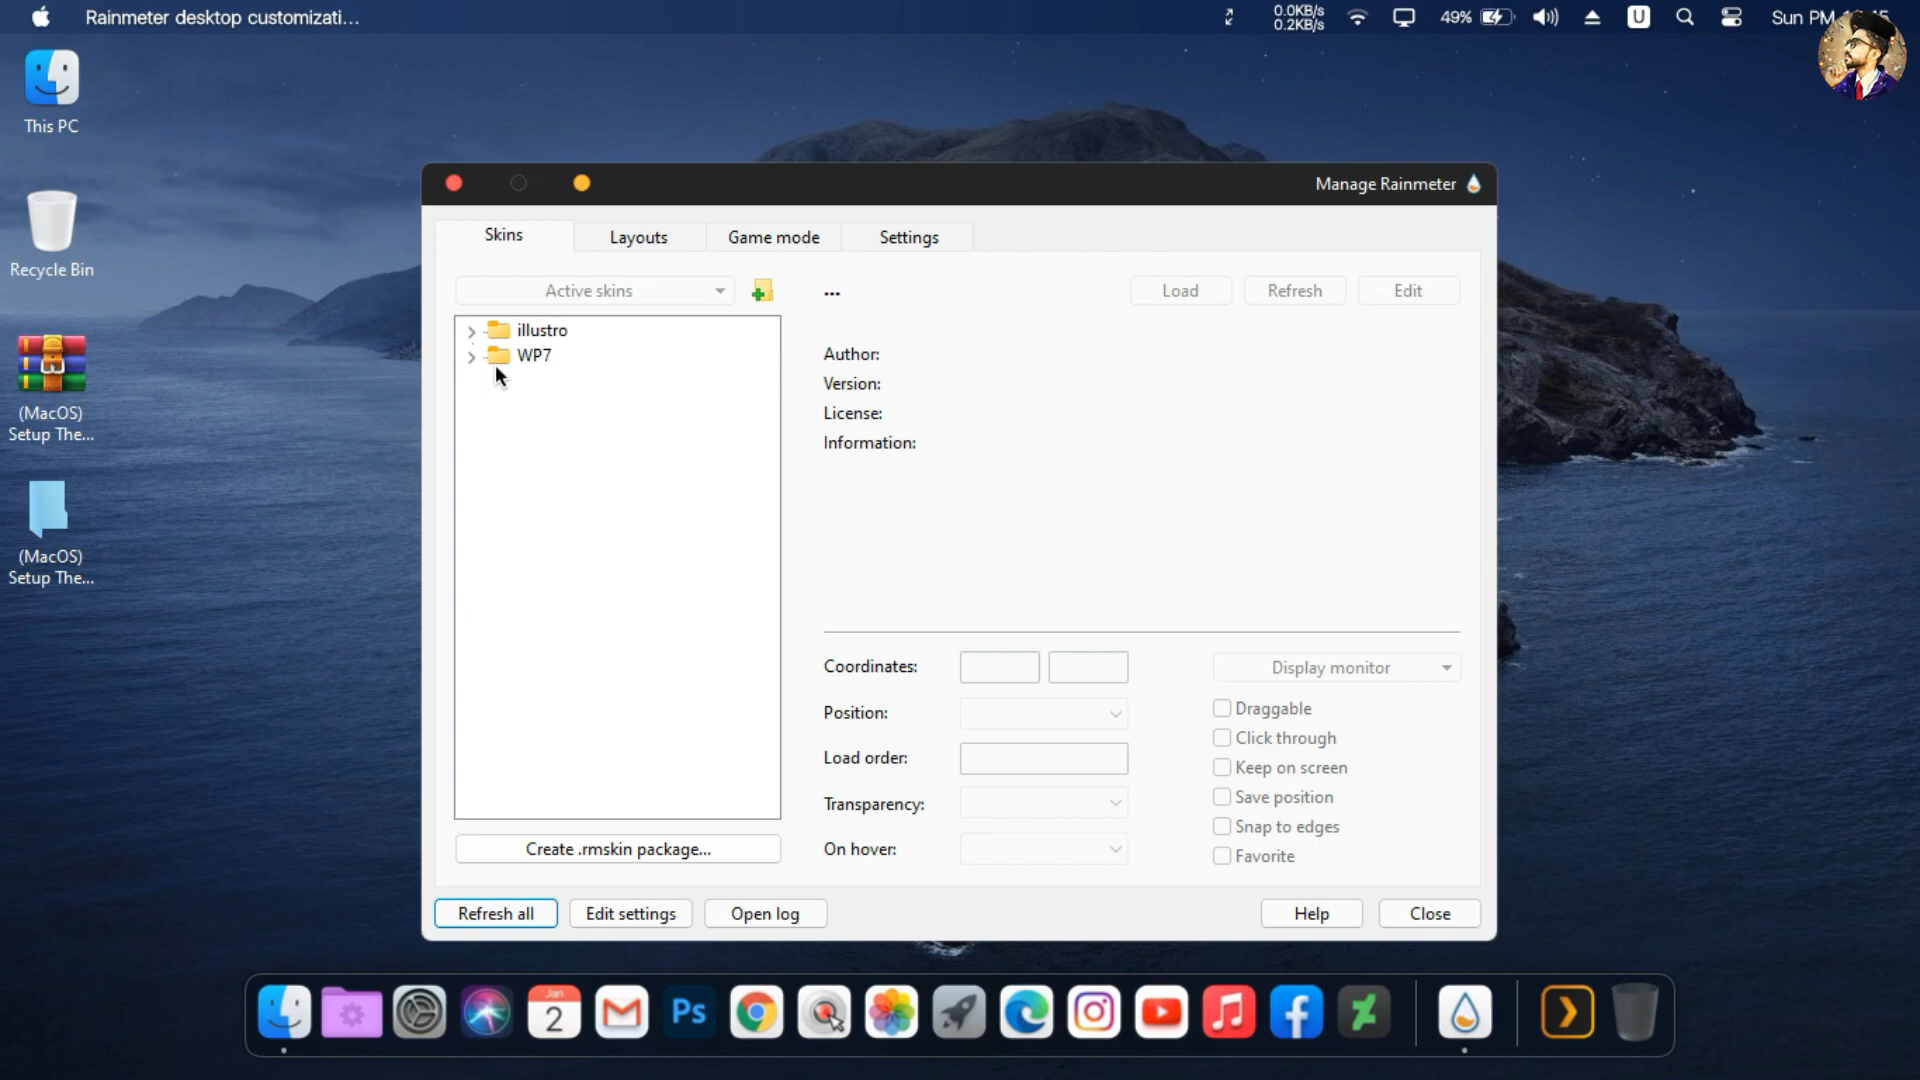 Rainmeter desktop customizati...
0.0KB/s
0.2KB/s
49%
U
Sun PM
This PC
Recycle Bin
(MacOS)
Setup The...
(MacOS)
Setup The...
Manage Rainmeter
Skins
Layouts
Game mode
Settings
Active skins
...
Load
Refresh
Edit
illustro
WP7
Author:
Version:
License:
Information:
Coordinates:
Display monitor
Position:
Draggable
Click through
Load order:
Keep on screen
Transparency:
Save position
Snap to edges
On hover:
Favorite
Create .rmskin package...
Refresh all
Edit settings
Open log
Help
Close
Jan
2
Ps